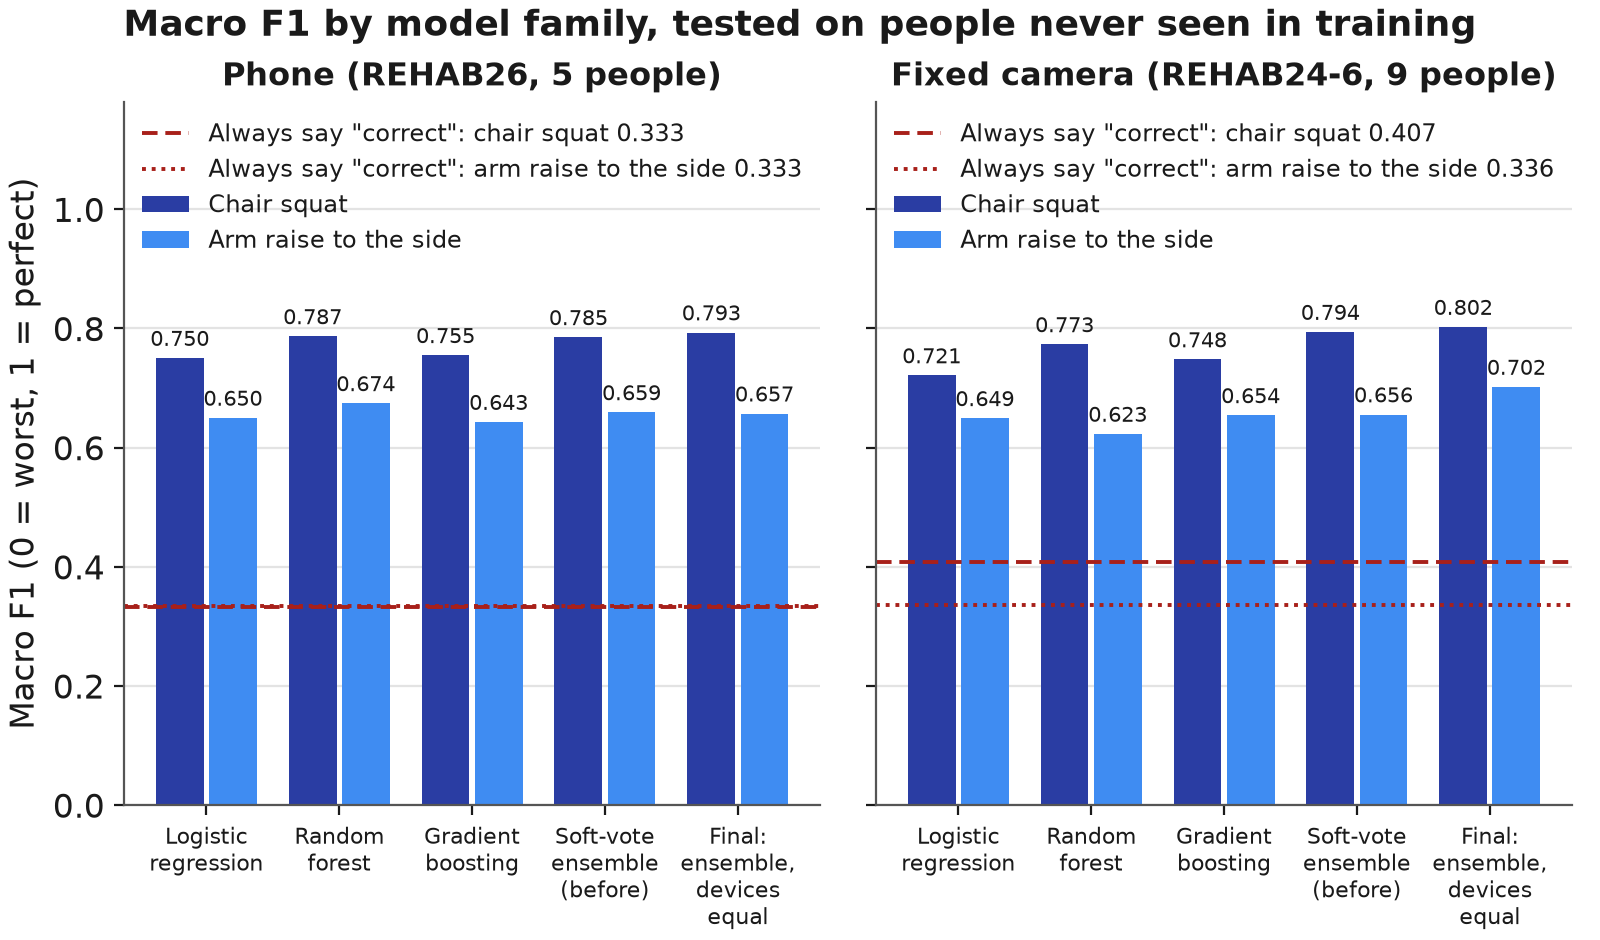 Macro F1 by model family, tested on people never seen in training
Phone (REHAB26, 5 people)
Always say "correct": chair squat 0.333
Always say "correct": arm raise to the side 0.333
Chair squat
Arm raise to the side
Macro F1 (0 = worst, 1 = perfect)
1.0
0.8
0.6
0.4
0.2
0.0
0.750
0.650
0.787
0.674
0.755
0.643
0.785
0.659
0.793
0.657
Logistic
regression
Random
forest
Gradient
boosting
Soft-vote
ensemble
(before)
Final:
ensemble,
devices
equal
Fixed camera (REHAB24-6, 9 people)
Always say "correct": chair squat 0.407
Always say "correct": arm raise to the side 0.336
Chair squat
Arm raise to the side
0.721
0.649
0.773
0.623
0.748
0.654
0.794
0.656
0.802
0.702
Logistic
regression
Random
forest
Gradient
boosting
Soft-vote
ensemble
(before)
Final:
ensemble,
devices
equal